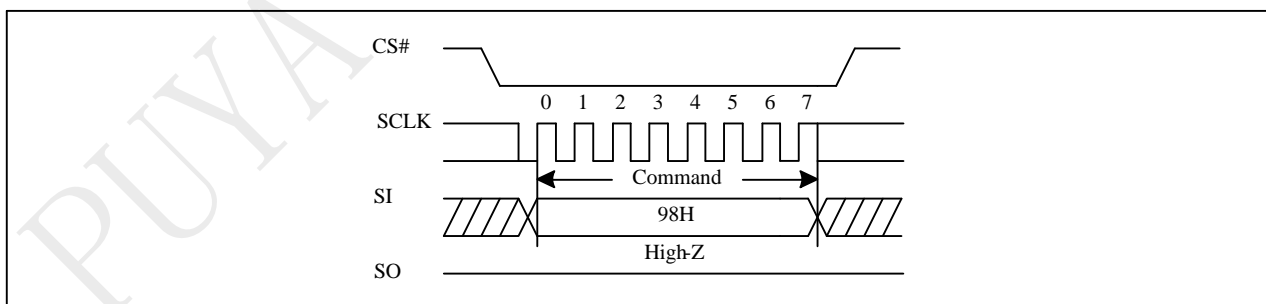 CS#
0 1 2 3 4 5 6 7
SCLK
Command
SI
98H
High-Z
SO
PUYA